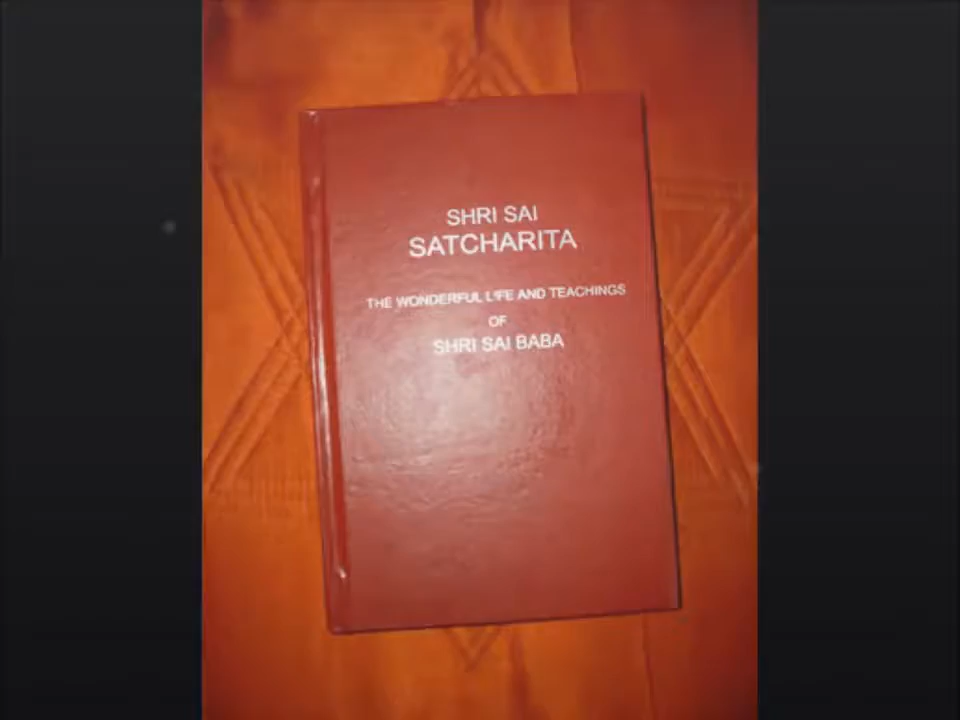 SHRI SAI
SATCHARITA
THE WONDERFUL LIFE AND TEACHINGS
OF
SHRI SAI BABA